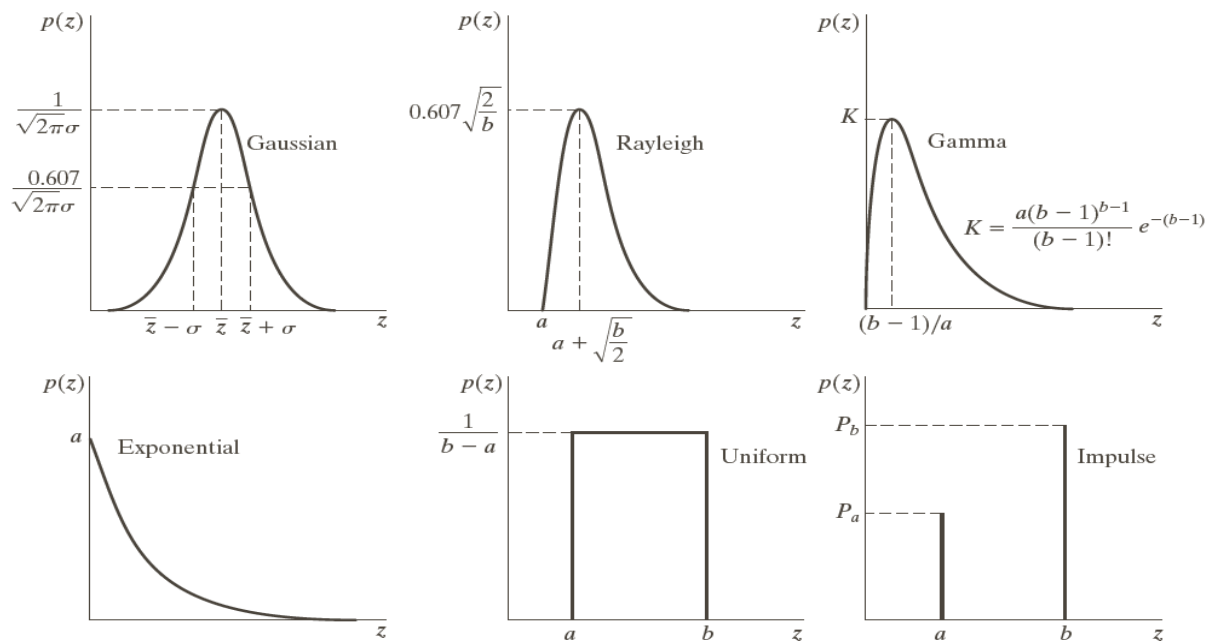 p(z)
1/√2πσ
Gaussian
0.607/√2πσ
z̄ − σ z̄ z̄ + σ z
p(z)
0.607√2/b
Rayleigh
a z
a + √b/2
p(z)
K
Gamma
K = a(b − 1)^{b−1}/(b − 1)! e^{−(b−1)}
(b − 1)/a z
p(z)
a
Exponential
z
p(z)
1/b − a
Uniform
a b z
p(z)
P_b
Impulse
P_a
a b z